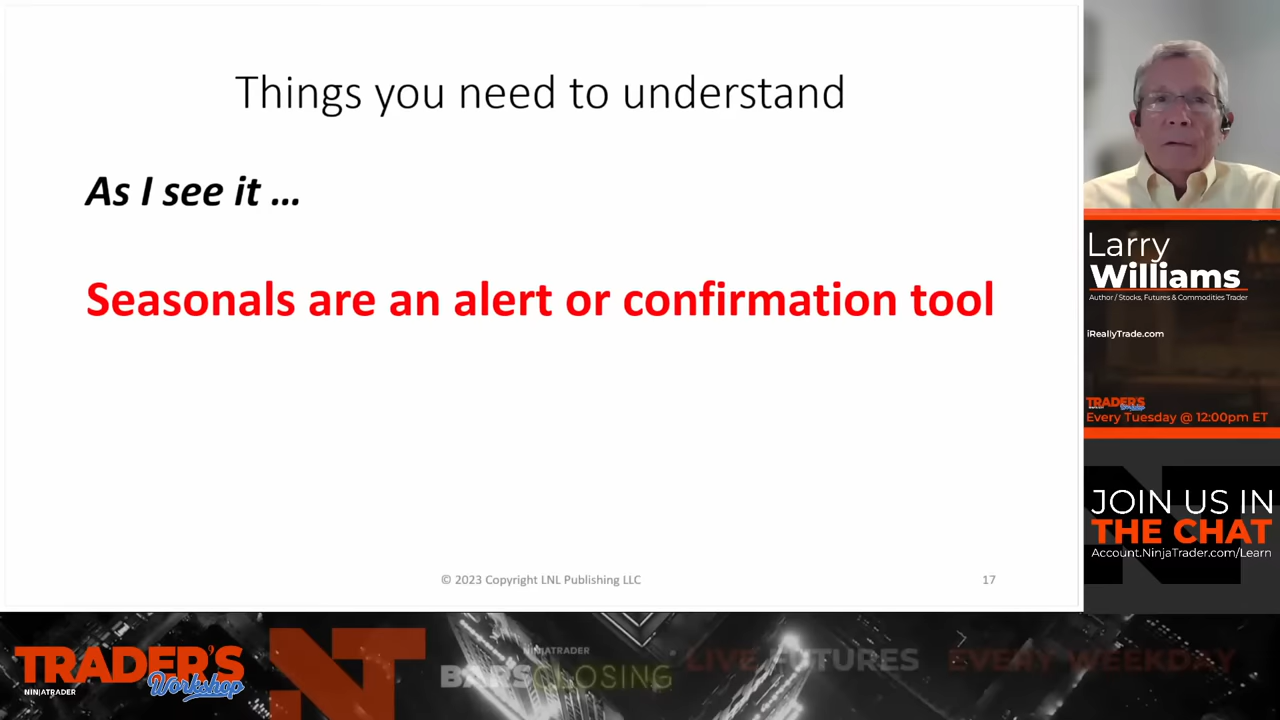 Things you need to understand
As I see it ...
Seasonals are an alert or confirmation tool
© 2023 Copyright LNL Publishing LLC
17
Larry
Williams
Author / Stocks, Futures & Commodities Trader
iReallyTrade.com
TRADER'S
Workshop
Every Tuesday @ 12:00pm ET
JOIN US IN
THE CHAT
Account.NinjaTrader.com/Learn
TRADER'S
Workshop
NINJATRADER
NINJATRADER
BARSCLOSING
LIVE FUTURES
EVERY WEEKDAY